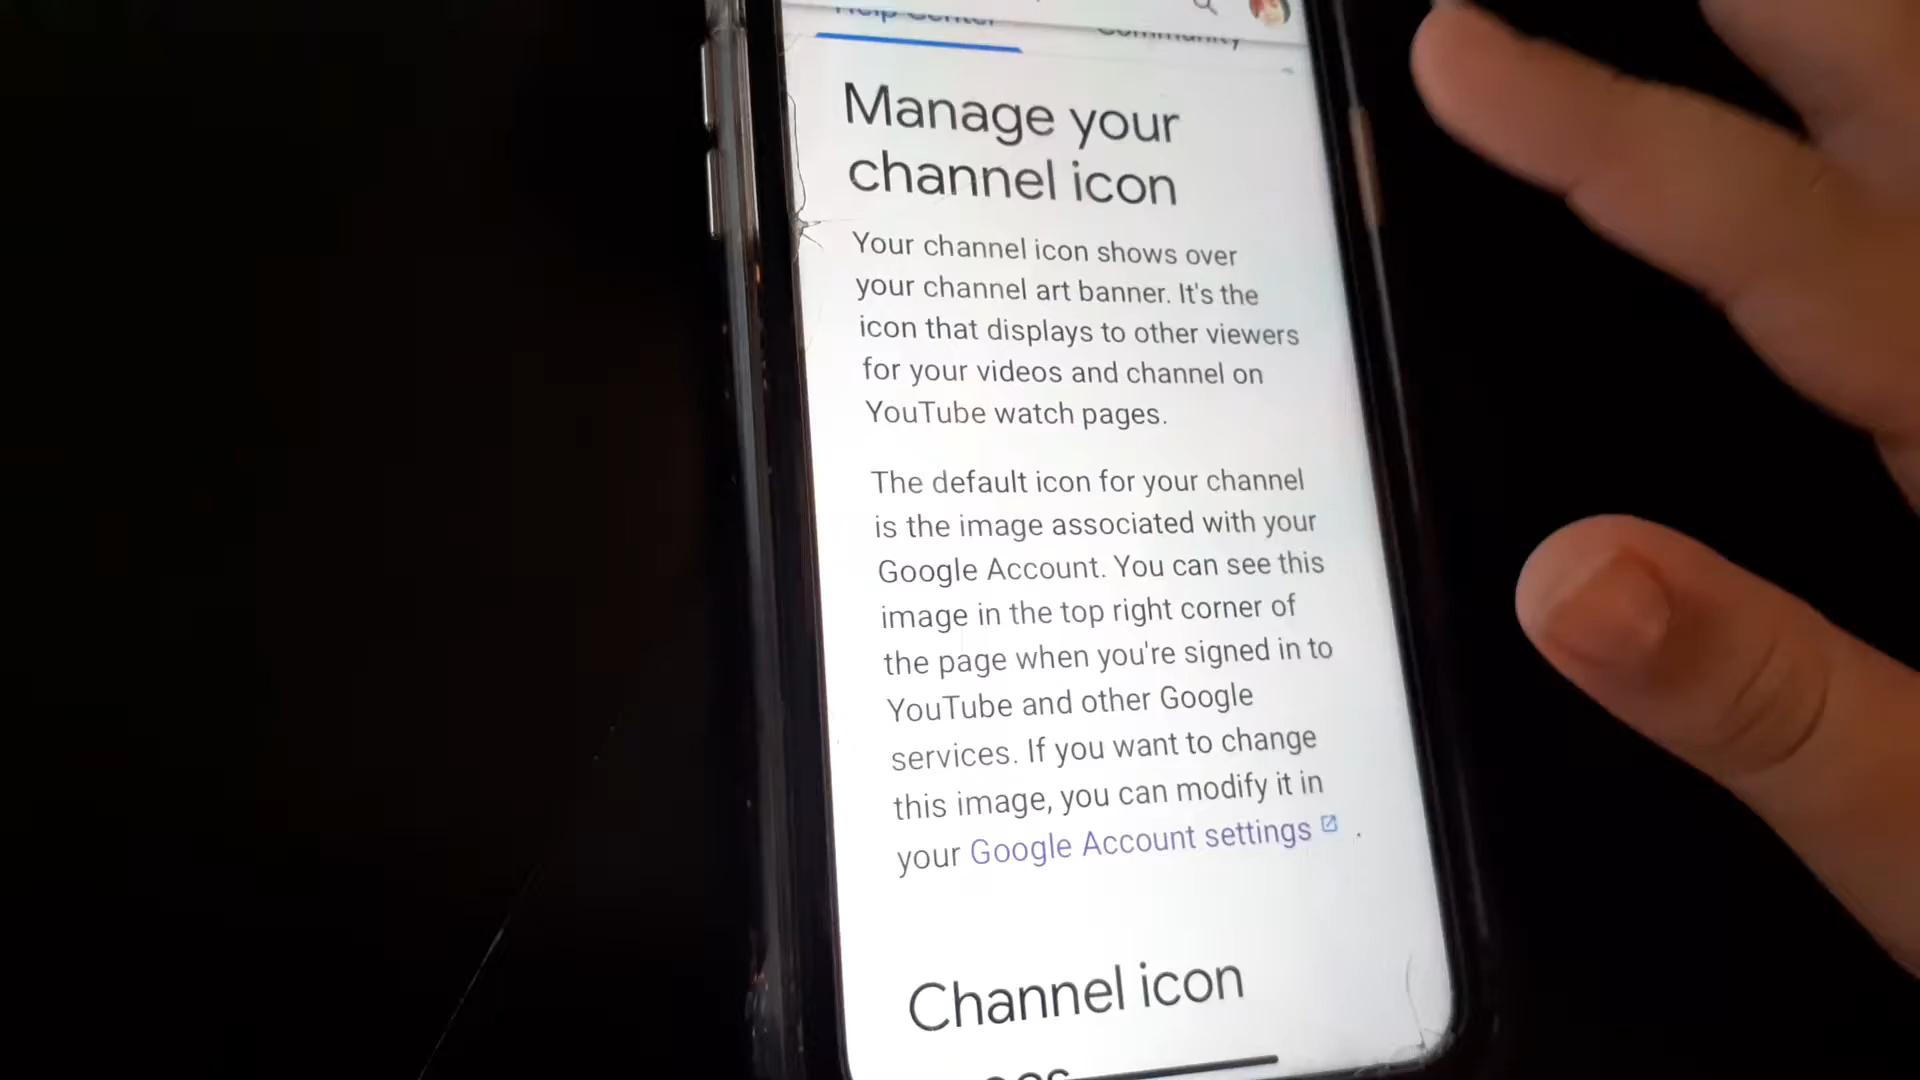 Help Center
Community
Manage your
channel icon
Your channel icon shows over
your channel art banner. It's the
icon that displays to other viewers
for your videos and channel on
YouTube watch pages.
The default icon for your channel
is the image associated with your
Google Account. You can see this
image in the top right corner of
the page when you're signed in to
YouTube and other Google
services. If you want to change
this image, you can modify it in
your Google Account settings .
Channel icon